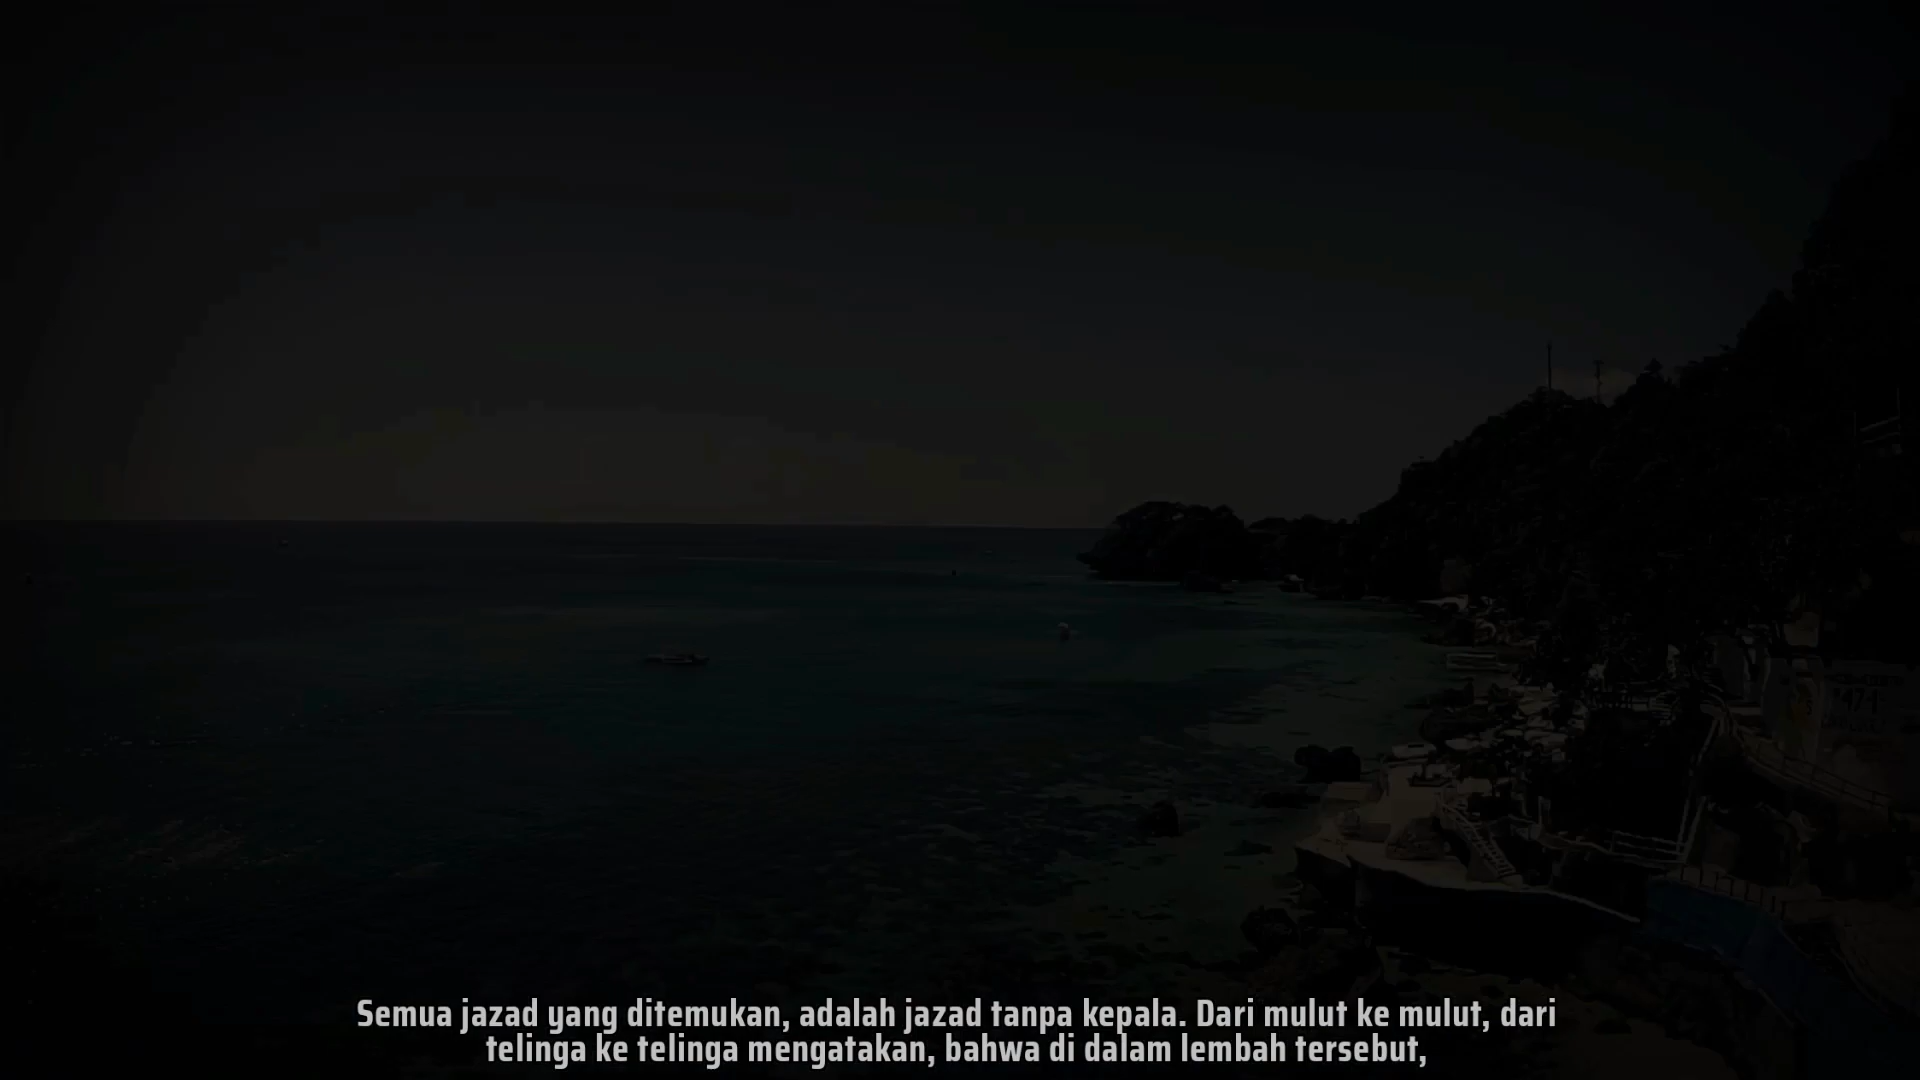 Semua jazad yang ditemukan, adalah jazad tanpa kepala. Dari mulut ke mulut, dari
telinga ke telinga mengatakan, bahwa di dalam lembah tersebut,